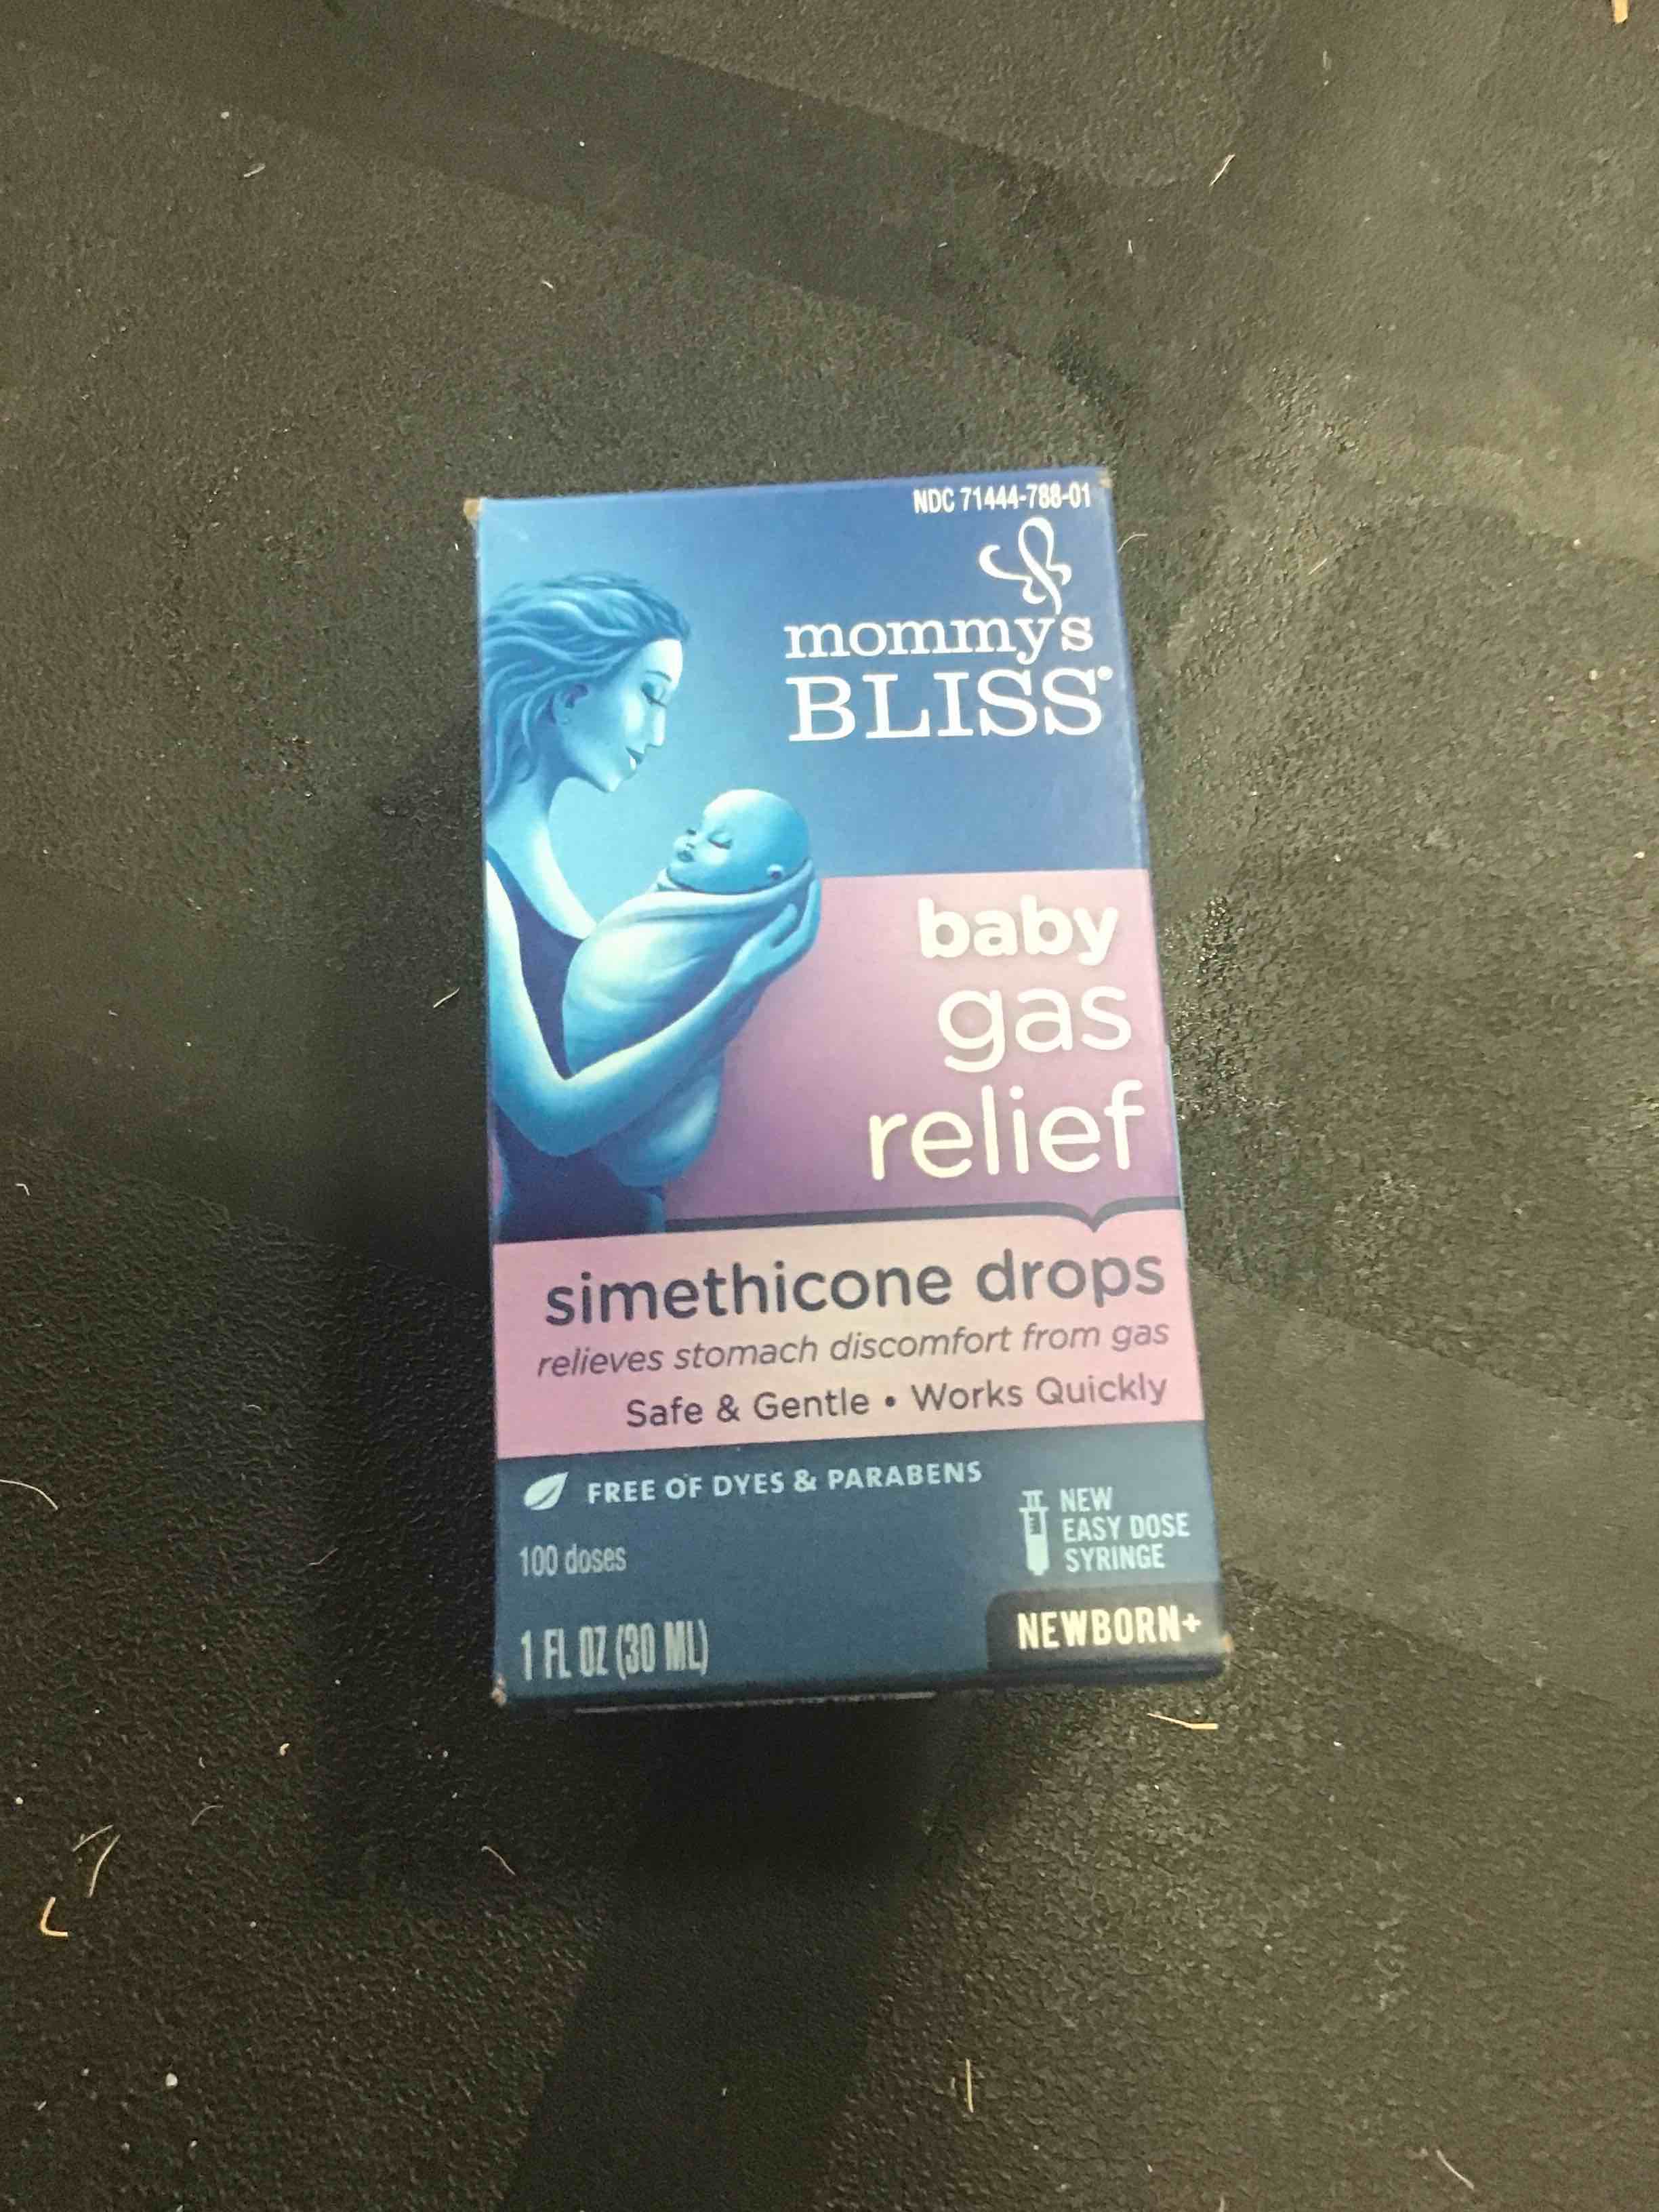 NDC 71444-788-01
mommy's
BLISS®
baby
gas
relief
simethicone drops
relieves stomach discomfort from gas
Safe & Gentle • Works Quickly
FREE OF DYES & PARABENS
NEW
EASY DOSE
SYRINGE
100 doses
NEWBORN+
1 FL OZ (30 ML)